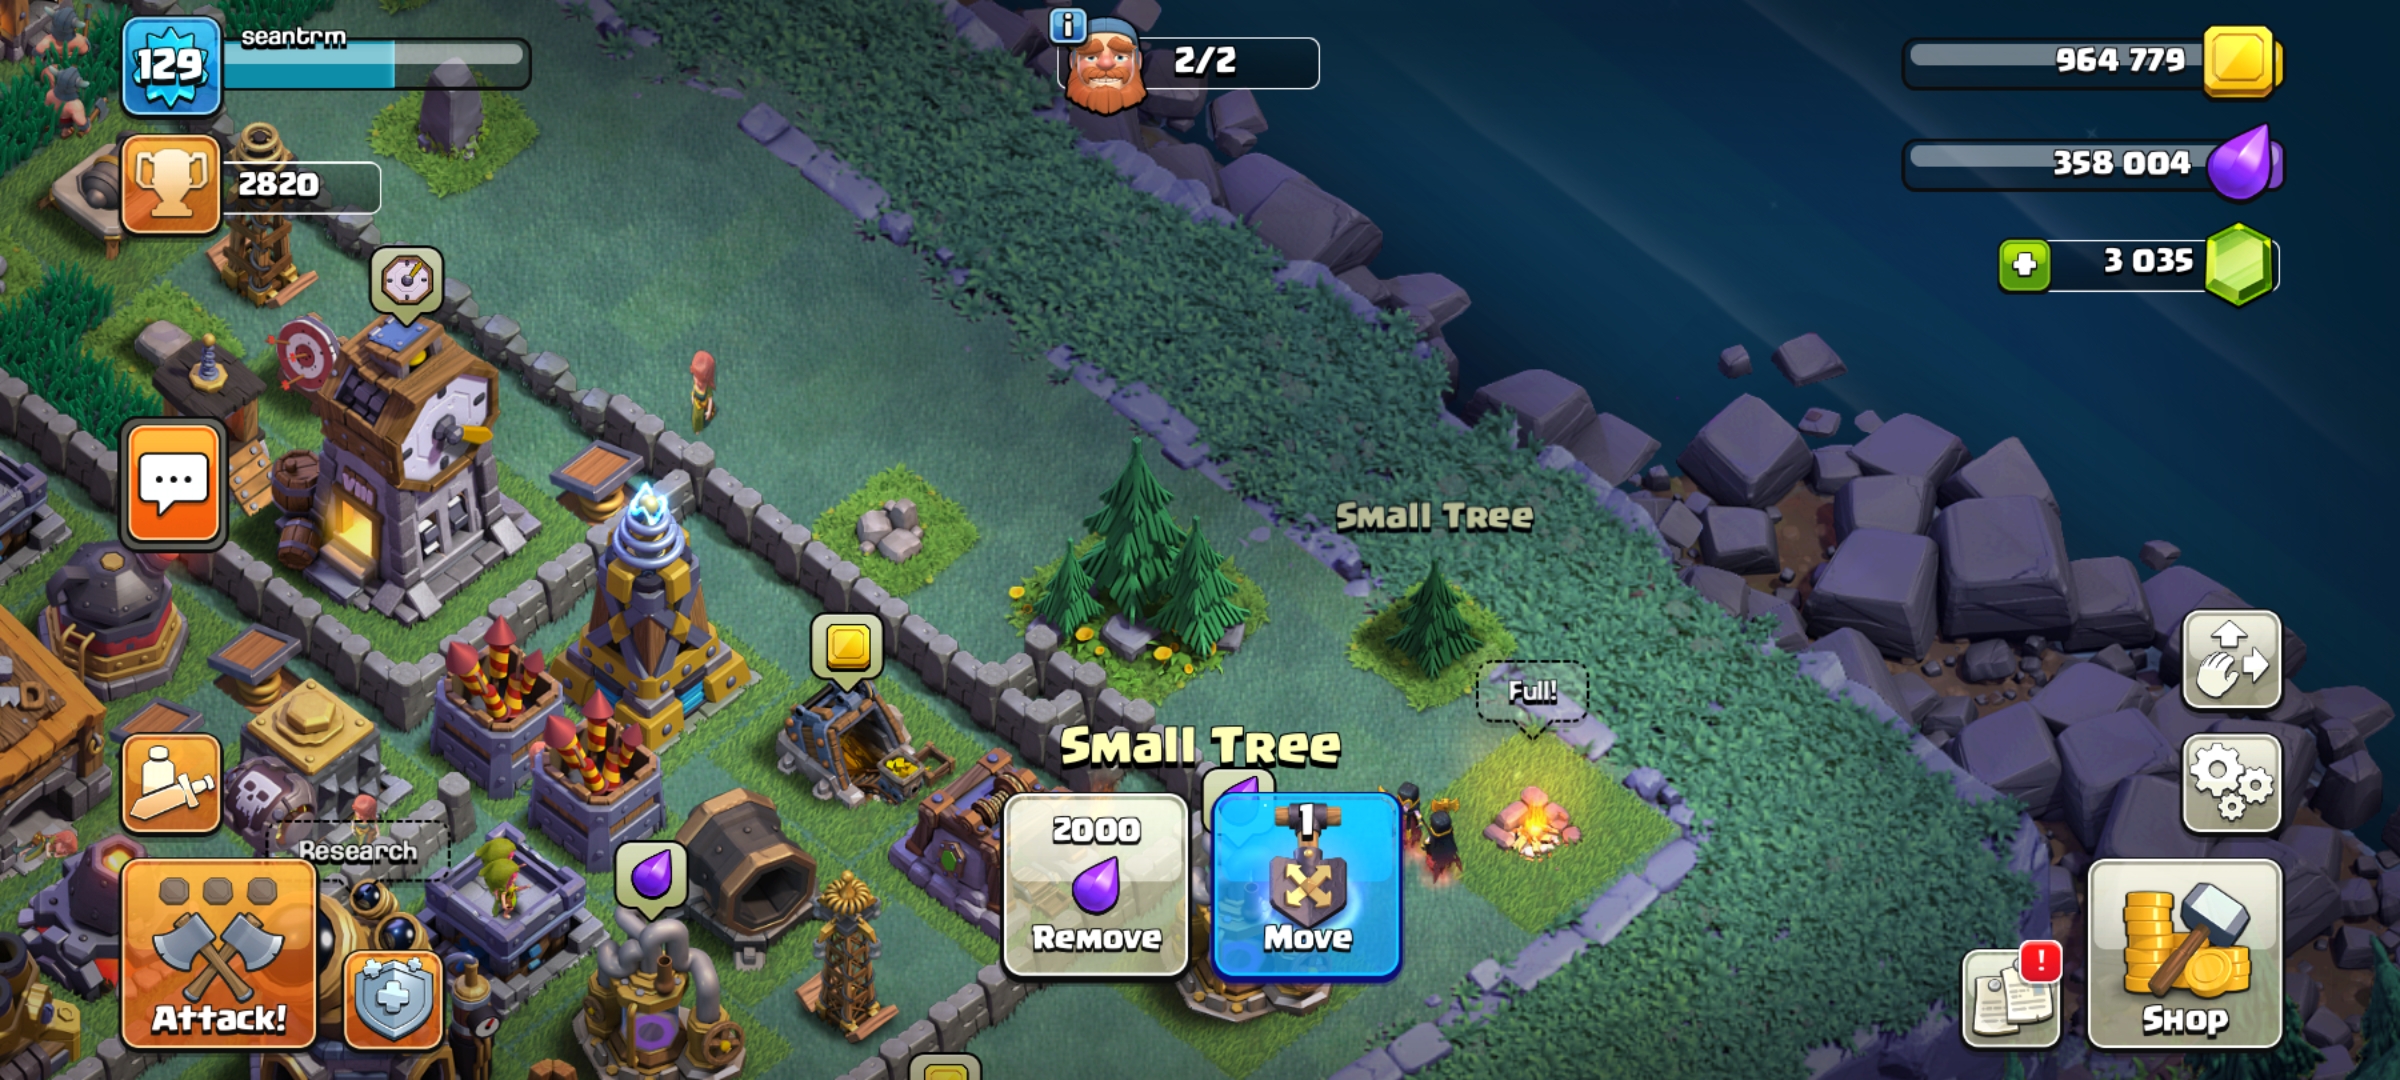 129
seantrm
2/2
964 779
2820
358 004
3 035
VIII
Small Tree
Full!
Small Tree
2000
1
Research
Remove
Move
Attack!
!
Shop